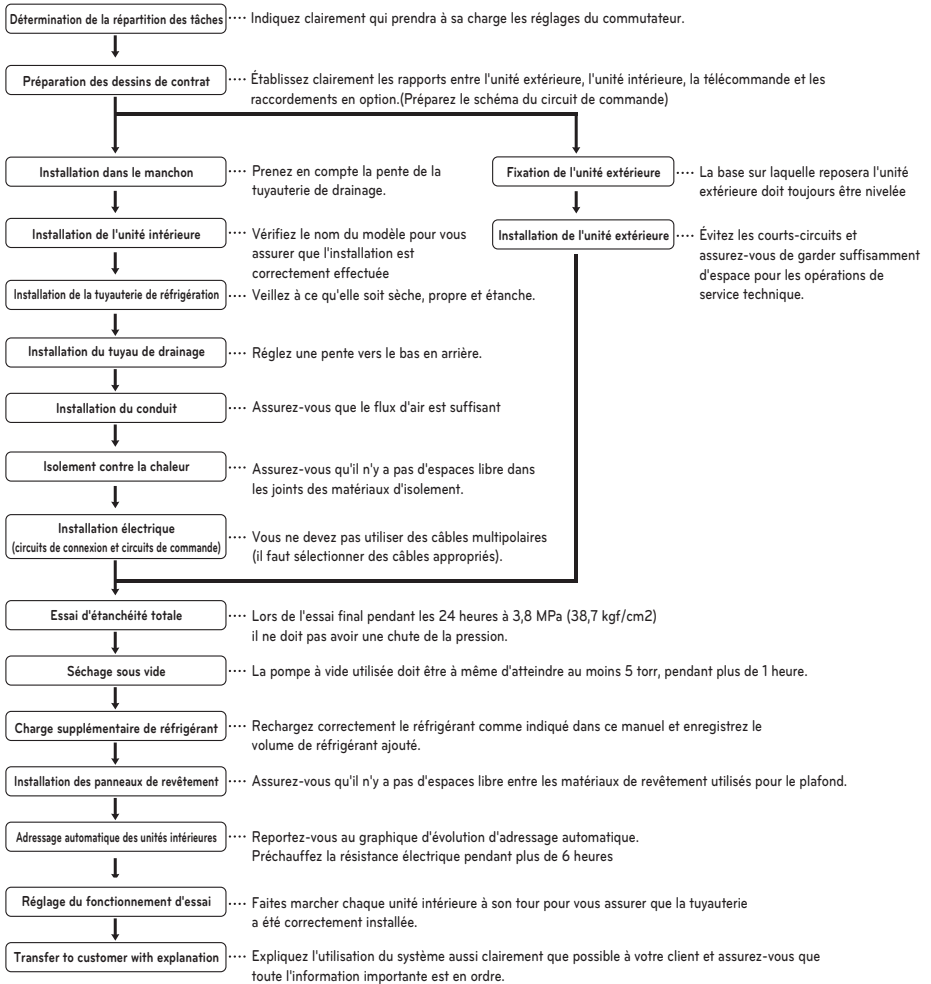 Détermination de la répartition des tâches ···· Indiquez clairement qui prendra à sa charge les réglages du commutateur.
Préparation des dessins de contrat ···· Établissez clairement les rapports entre l'unité extérieure, l'unité intérieure, la télécommande et les
raccordements en option.(Préparez le schéma du circuit de commande)
Installation dans le manchon ···· Prenez en compte la pente de la
tuyauterie de drainage.
Installation de l'unité intérieure ···· Vérifiez le nom du modèle pour vous
assurer que l'installation est
correctement effectuée
Installation de la tuyauterie de réfrigération ···· Veillez à ce qu'elle soit sèche, propre et étanche.
Installation du tuyau de drainage ···· Réglez une pente vers le bas en arrière.
Installation du conduit ···· Assurez-vous que le flux d'air est suffisant
Isolement contre la chaleur ···· Assurez-vous qu'il n'y a pas d'espaces libre dans
les joints des matériaux d'isolement.
Installation électrique
(circuits de connexion et circuits de commande) ···· Vous ne devez pas utiliser des câbles multipolaires
(il faut sélectionner des câbles appropriés).
Fixation de l'unité extérieure ···· La base sur laquelle reposera l'unité
extérieure doit toujours être nivelée
Installation de l'unité extérieure ···· Évitez les courts-circuits et
assurez-vous de garder suffisamment
d'espace pour les opérations de
service technique.
Essai d'étanchéité totale ···· Lors de l'essai final pendant les 24 heures à 3,8 MPa (38,7 kgf/cm2)
il ne doit pas avoir une chute de la pression.
Séchage sous vide ···· La pompe à vide utilisée doit être à même d'atteindre au moins 5 torr, pendant plus de 1 heure.
Charge supplémentaire de réfrigérant ···· Rechargez correctement le réfrigérant comme indiqué dans ce manuel et enregistrez le
volume de réfrigérant ajouté.
Installation des panneaux de revêtement ···· Assurez-vous qu'il n'y a pas d'espaces libre entre les matériaux de revêtement utilisés pour le plafond.
Adressage automatique des unités intérieures ···· Reportez-vous au graphique d'évolution d'adressage automatique.
Préchauffez la résistance électrique pendant plus de 6 heures
Réglage du fonctionnement d'essai ···· Faites marcher chaque unité intérieure à son tour pour vous assurer que la tuyauterie
a été correctement installée.
Transfer to customer with explanation ···· Expliquez l'utilisation du système aussi clairement que possible à votre client et assurez-vous que
toute l'information importante est en ordre.